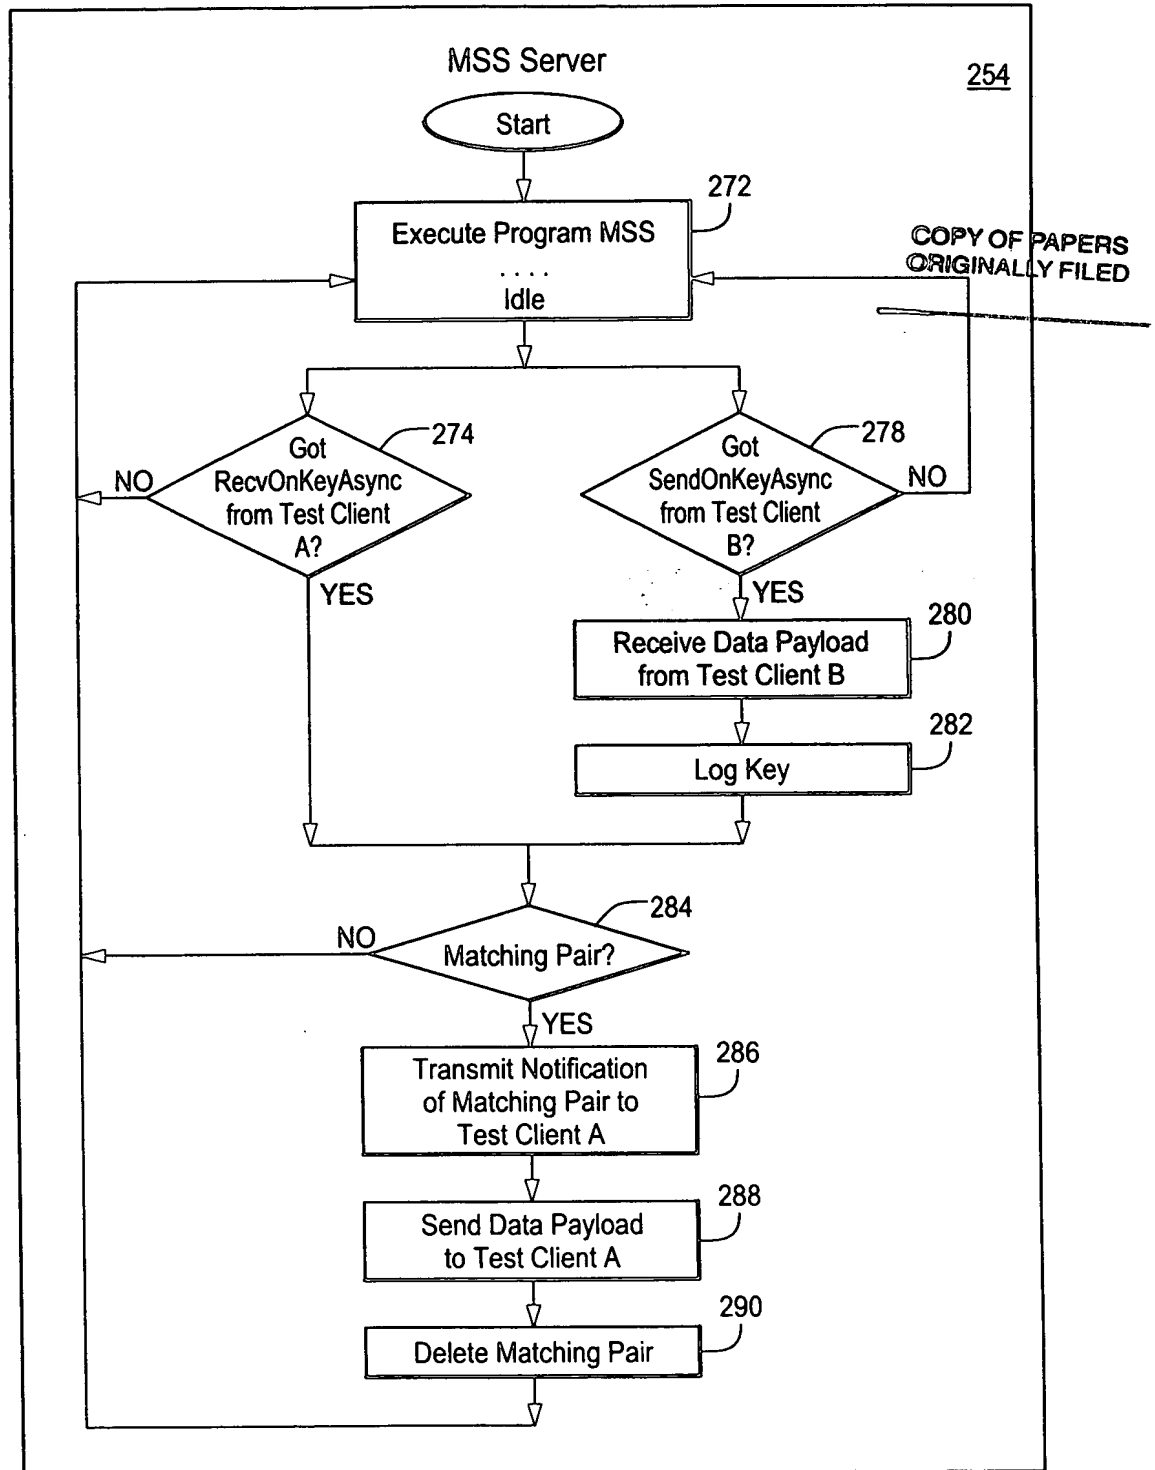 MSS Server
254
Start
272
Execute Program MSS
. . . .
Idle
COPY OF PAPERS
ORIGINALLY FILED
274
Got
RecvOnKeyAsync
from Test Client
A?
NO
YES
278
Got
SendOnKeyAsync
from Test Client
B?
NO
YES
280
Receive Data Payload
from Test Client B
282
Log Key
284
Matching Pair?
NO
YES
286
Transmit Notification
of Matching Pair to
Test Client A
288
Send Data Payload
to Test Client A
290
Delete Matching Pair